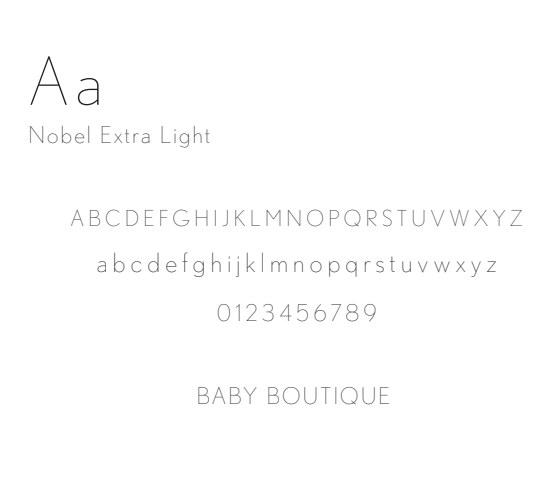 Aa
Nobel Extra Light
ABCDEFGHIJKLMNOPQRSTUVWXYZ
abcdefghijklmnopqrstuvwxyz
0123456789
BABY BOUTIQUE